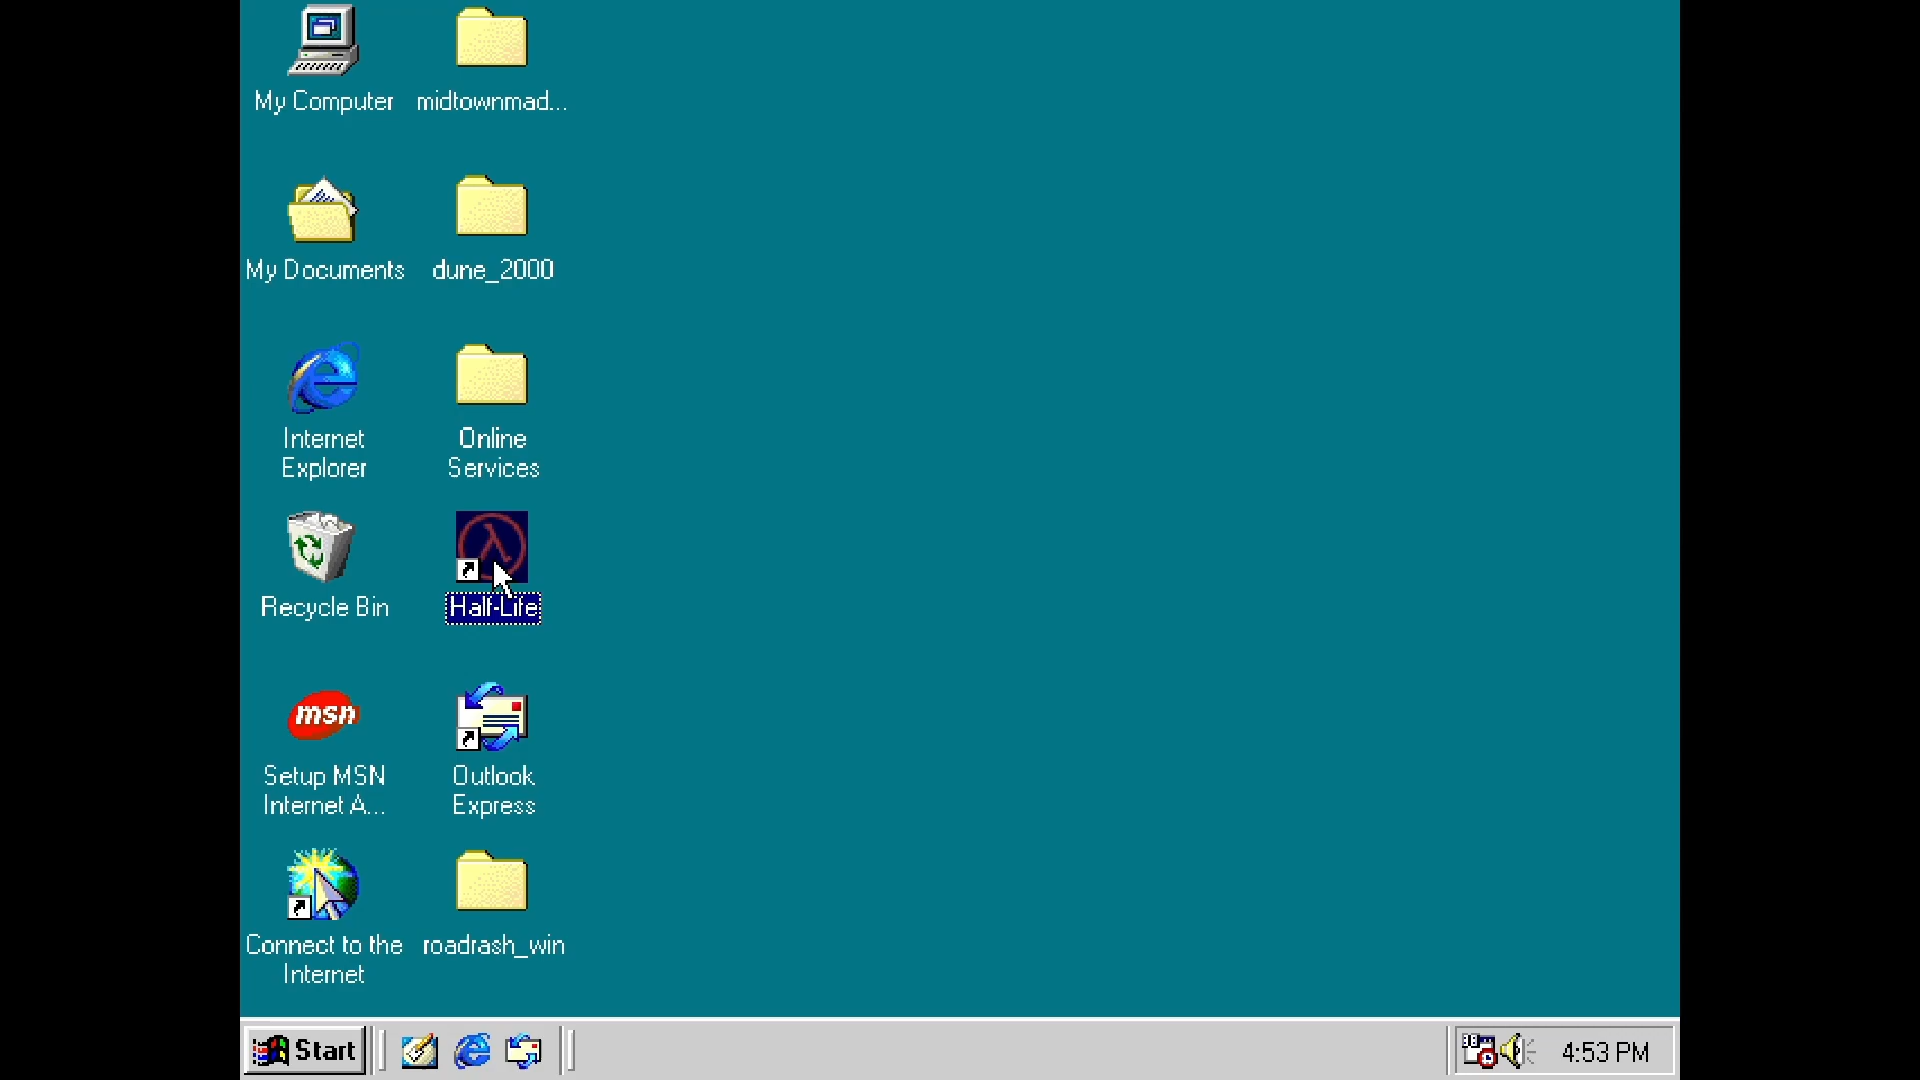 My Computer
midtownmad...
My Documents
dune_2000
Internet
Explorer
Online
Services
Recycle Bin
Half-Life
msn
Setup MSN
Internet A...
Outlook
Express
Connect to the
Internet
roadrash_win
Start
4:53 PM